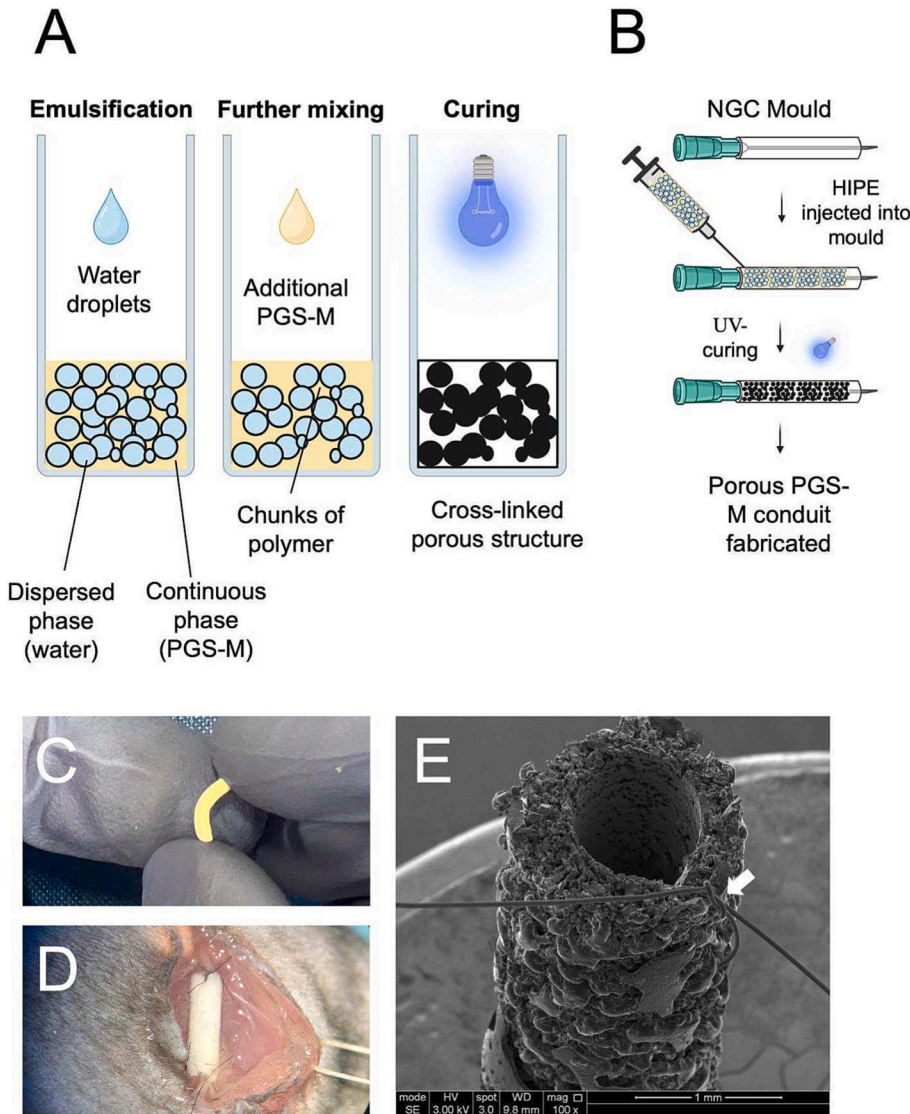 A
B
Emulsification
Further mixing
Curing
NGC Mould
HIPE
injected into
mould
Water
droplets
Additional
PGS-M
UV-
curing
Chunks of
polymer
Cross-linked
porous structure
Porous PGS-
M conduit
fabricated
Dispersed
phase
(water)
Continuous
phase
(PGS-M)
C
D
E
mode HV spot WD mag
SE 3.00 kV 3.0 9.8 mm 100 x
1 mm